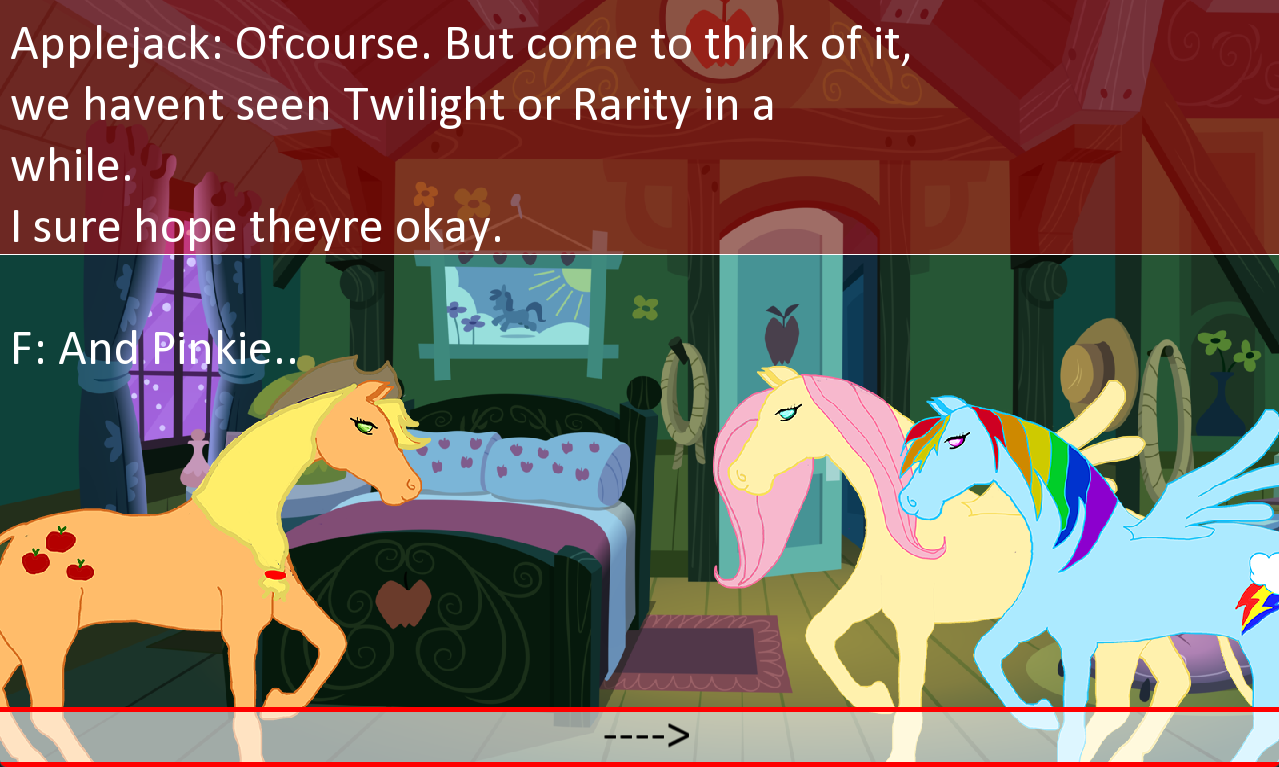 Applejack: Ofcourse. But come to think of it,
we havent seen Twilight or Rarity in a
while.
I sure hope theyre okay.
F: And Pinkie..
---->